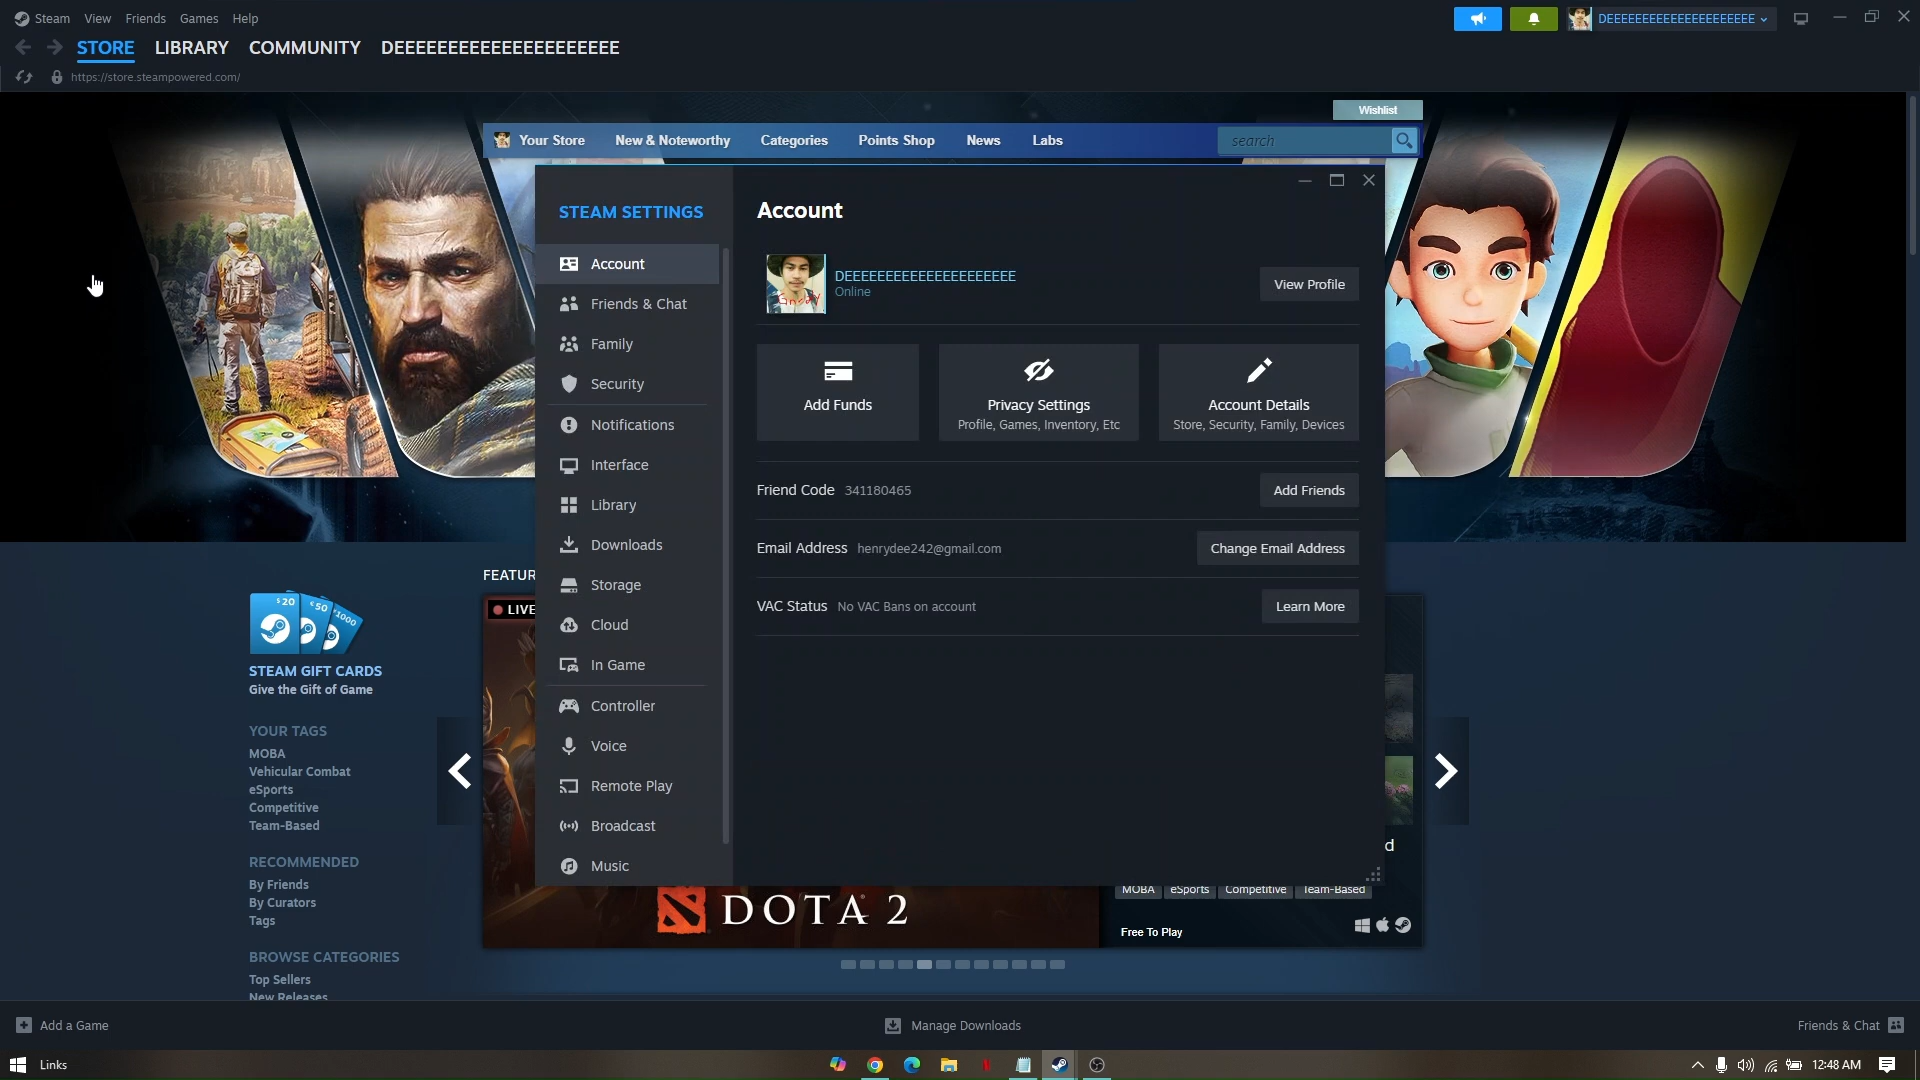 Steam View Friends Games Help
DEEEEEEEEEEEEEEEEEEEEEE
STORE LIBRARY COMMUNITY DEEEEEEEEEEEEEEEEEEEEEE
https://store.steampowered.com/
Wishlist
Your Store New & Noteworthy Categories Points Shop News Labs search
STEAM SETTINGS
Account
Friends & Chat
Family
Security
Notifications
Interface
Library
Downloads
Storage
Cloud
In Game
Controller
Voice
Remote Play
Broadcast
Music
Account
DEEEEEEEEEEEEEEEEEEEEEE
Online
View Profile
Add Funds
Privacy Settings
Profile, Games, Inventory, Etc
Account Details
Store, Security, Family, Devices
Friend Code 341180465 Add Friends
Email Address henrydee242@gmail.com Change Email Address
VAC Status No VAC Bans on account Learn More
FEATUR
LIVE
$20 €50 ¥1000
STEAM GIFT CARDS
Give the Gift of Game
YOUR TAGS
MOBA
Vehicular Combat
eSports
Competitive
Team-Based
RECOMMENDED
By Friends
By Curators
Tags
BROWSE CATEGORIES
Top Sellers
New Releases
d
MOBA eSports Competitive Team-Based
DOTA 2
Free To Play
Add a Game Manage Downloads Friends & Chat
Links 12:48 AM